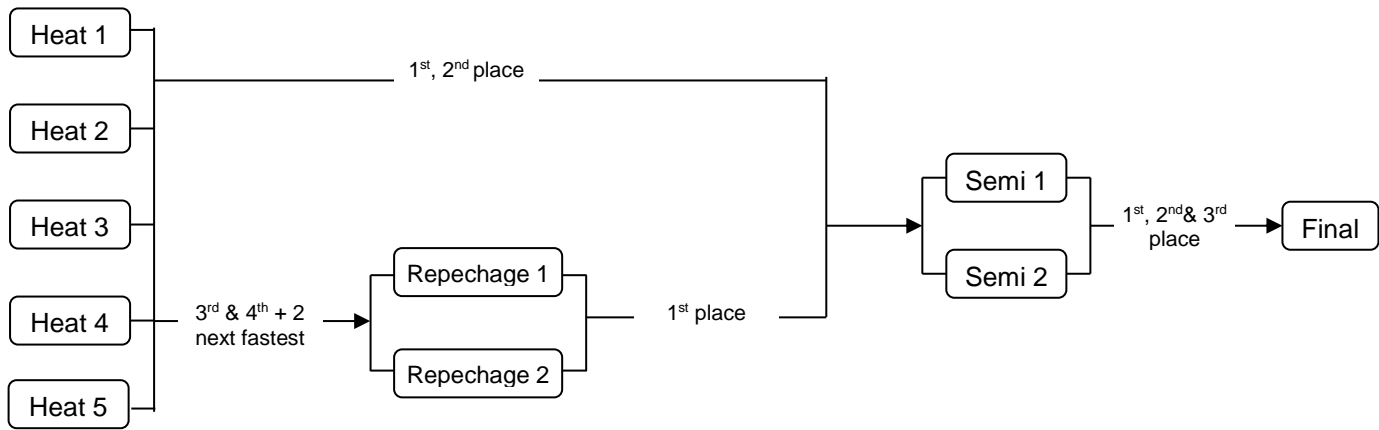 Heat 1
1st, 2nd place
Heat 2
Heat 3
Heat 4
Heat 5
3rd & 4th + 2
next fastest
Repechage 1
Repechage 2
1st place
Semi 1
Semi 2
1st, 2nd& 3rd
place
Final